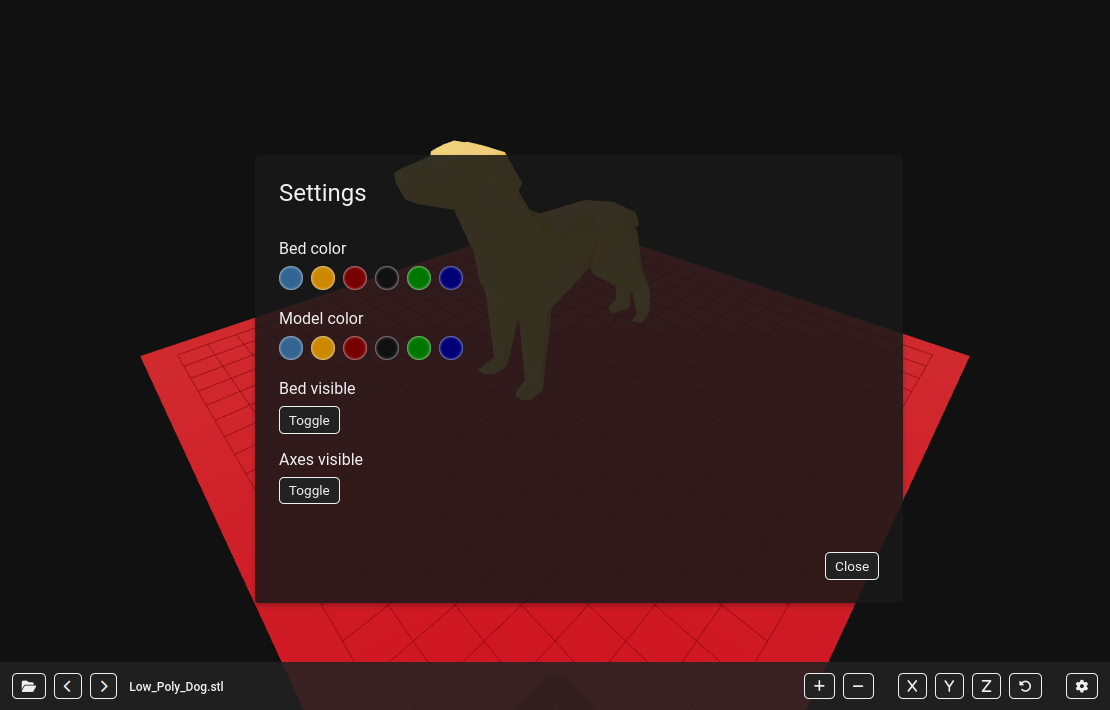 Settings
Bed color
Model color
Bed visible
Toggle
Axes visible
Toggle
Close
Low_Poly_Dog.stl
X Y Z